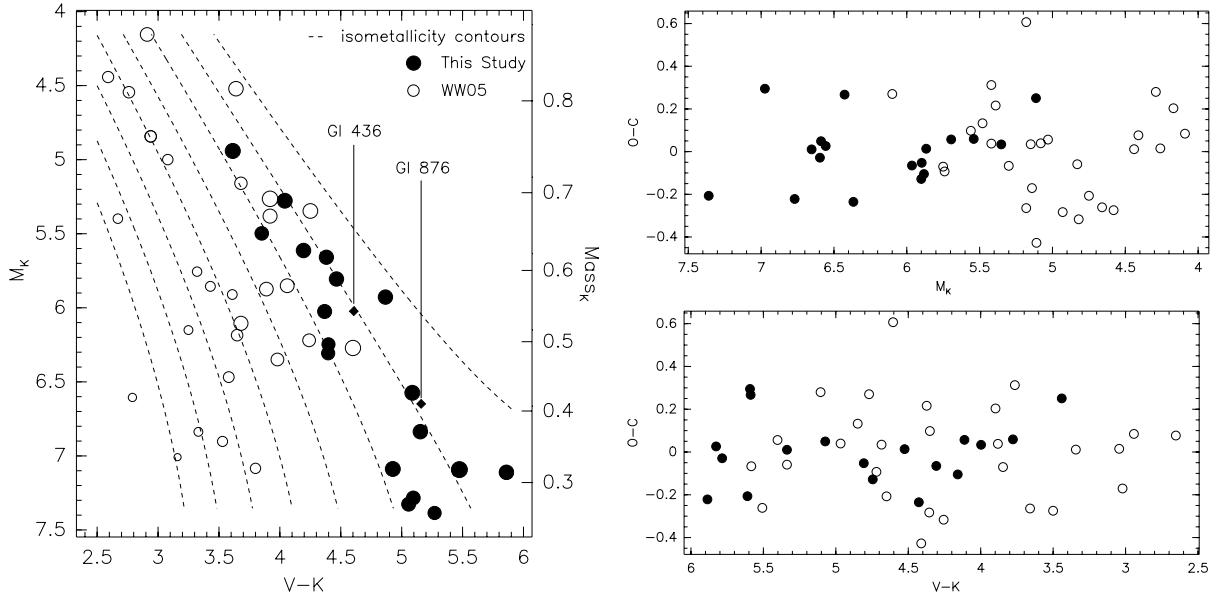 4
4.5
5
5.5
6
6.5
7
7.5
M_K
2.5 3 3.5 4 4.5 5 5.5 6
V-K
0.8
0.7
0.6
0.5
0.4
0.3
Mass_K
-- isometallicity contours
This Study
WW05
Gl 436
Gl 876
0.6
0.4
0.2
0
-0.2
-0.4
O-C
7.5 7 6.5 6 5.5 5 4.5 4
M_K
0.6
0.4
0.2
0
-0.2
-0.4
O-C
6 5.5 5 4.5 4 3.5 3 2.5
V-K